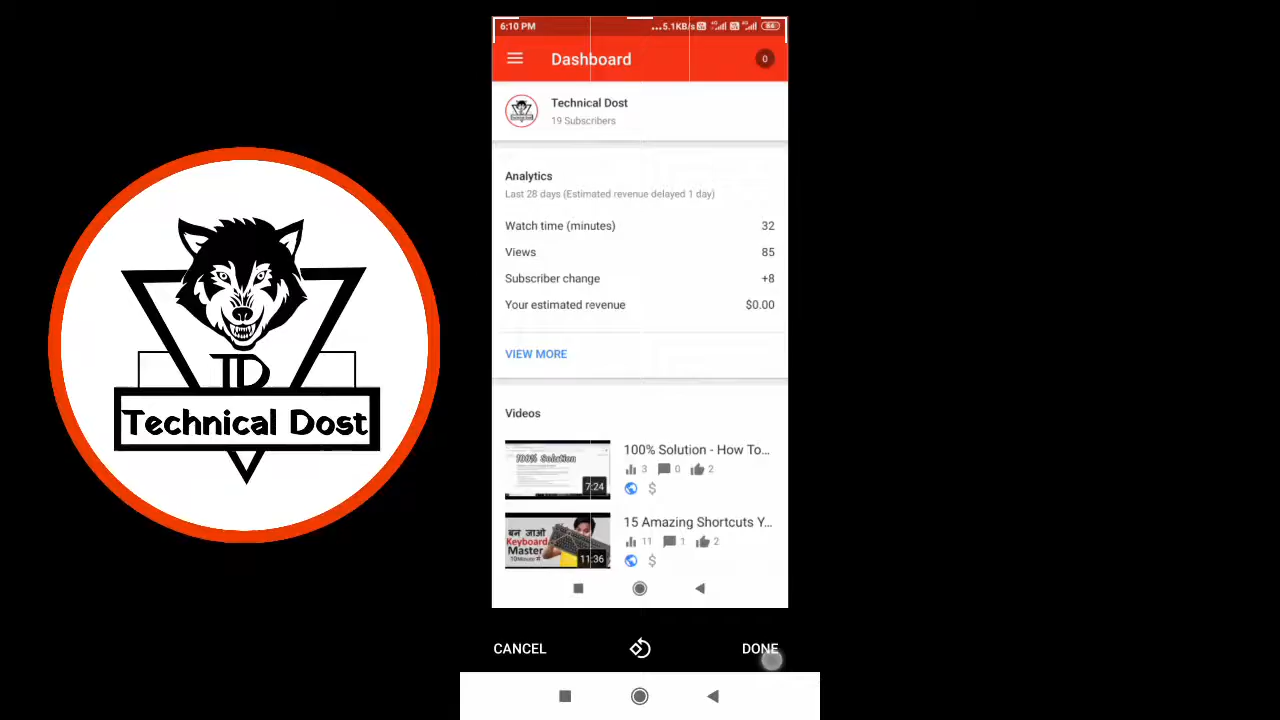 TD
Technical Dost
6:10 PM
...5.1KB/s
Dashboard
0
Technical Dost
19 Subscribers
Analytics
Last 28 days (Estimated revenue delayed 1 day)
Watch time (minutes) 32
Views 85
Subscriber change +8
Your estimated revenue $0.00
VIEW MORE
Videos
100% Solution
7:24
100% Solution - How To...
3 0 2
$
बन जाओ
Keyboard
Master
10Minute में
11:36
15 Amazing Shortcuts Y...
11 1 2
$
CANCEL
DONE